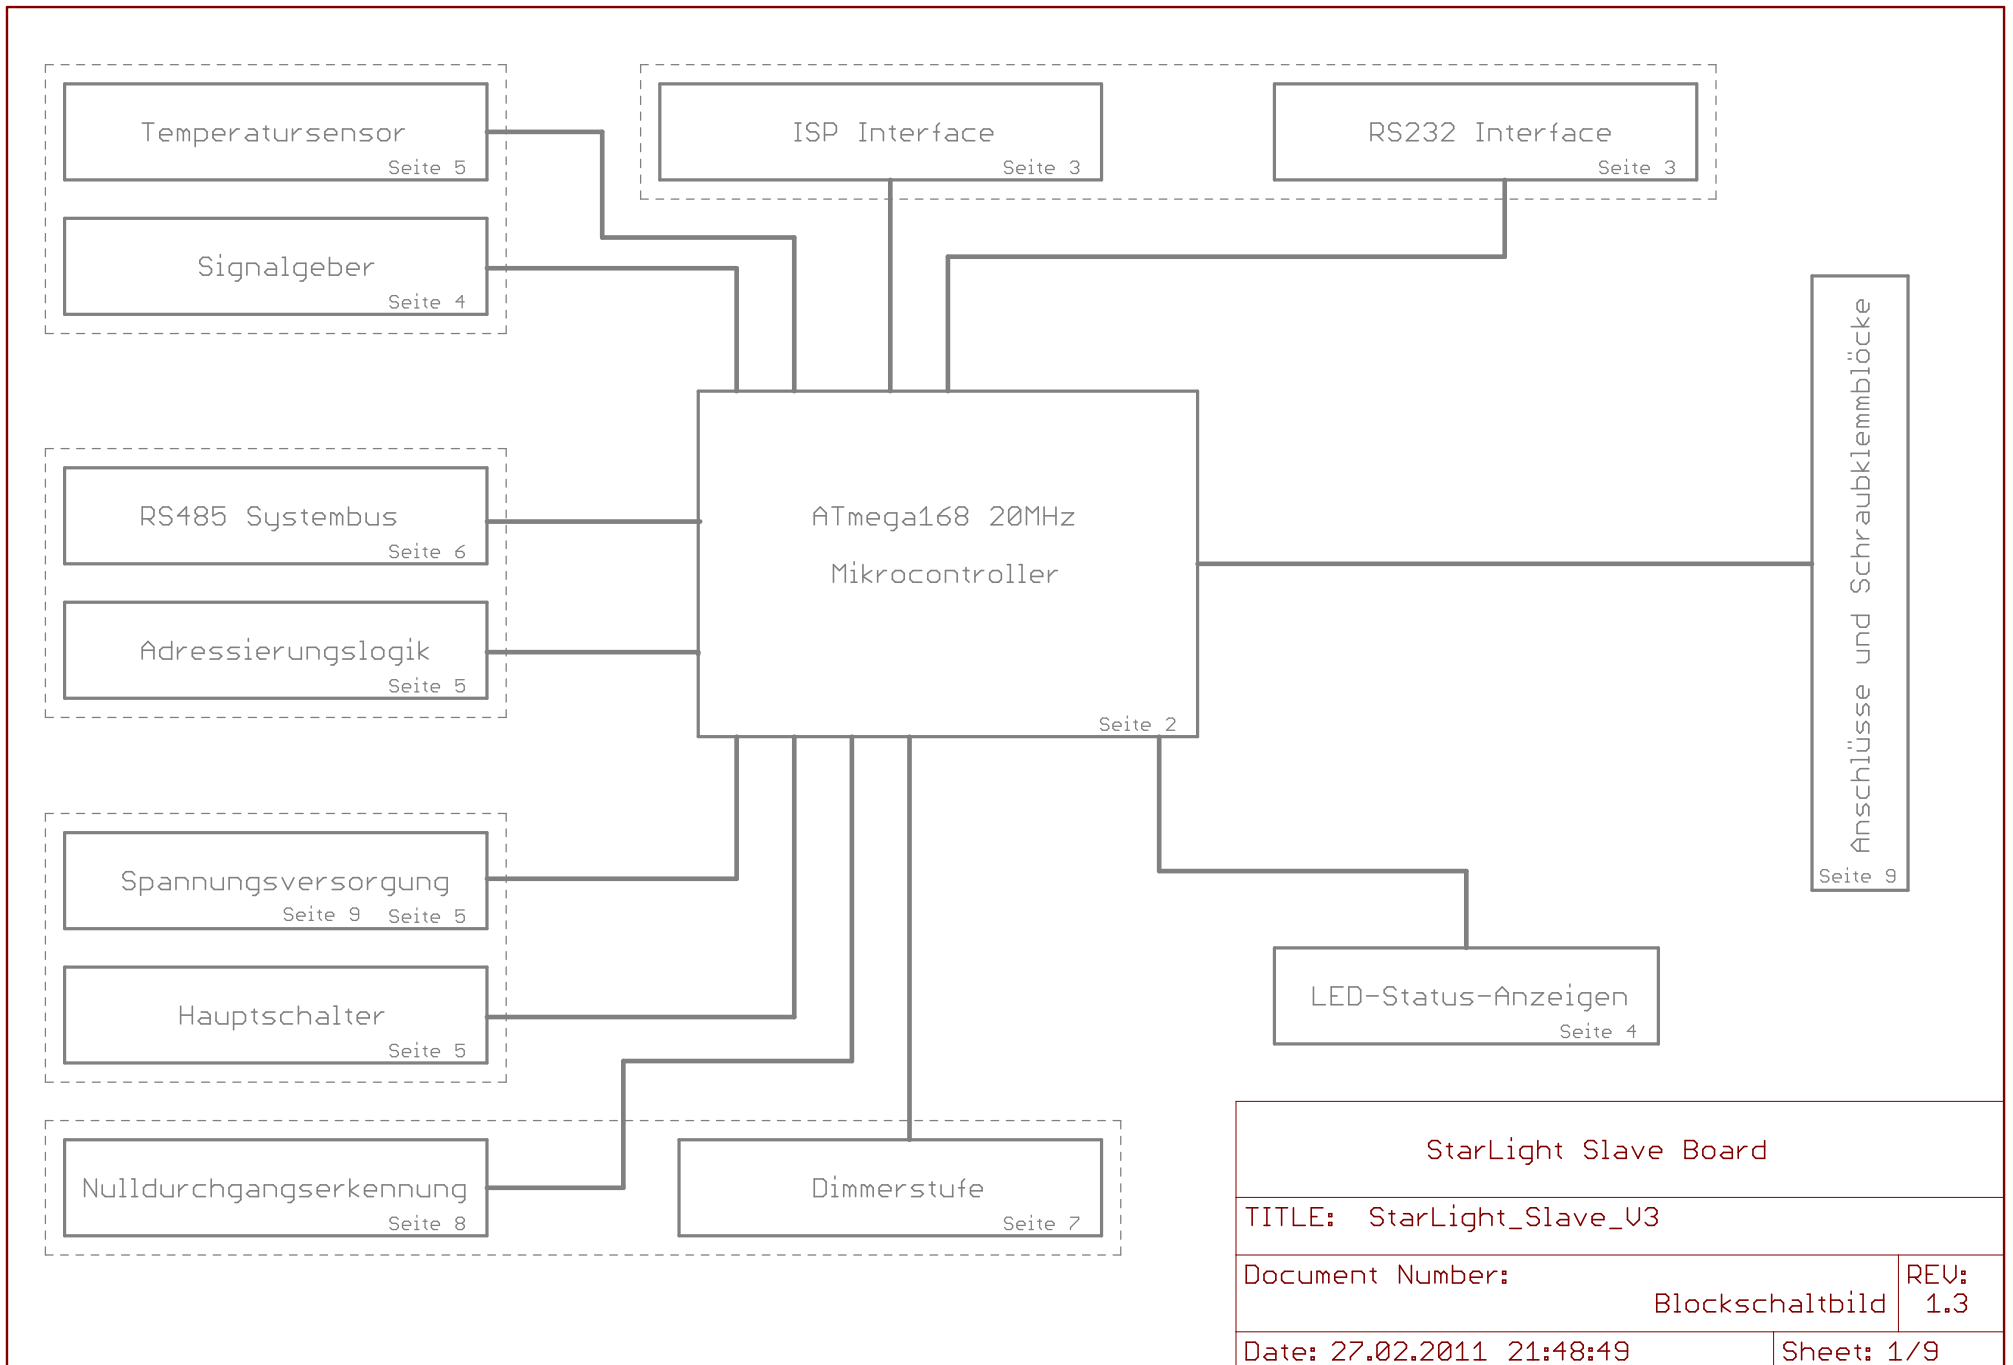 Temperatursensor
Seite 5
Signalgeber
Seite 4
ISP Interface
Seite 3
RS232 Interface
Seite 3
RS485 Systembus
Seite 6
Adressierungslogik
Seite 5
ATmega168 20MHz
Mikrocontroller
Seite 2
Anschlüsse und Schraubklemmblöcke
Seite 9
Spannungsversorgung
Seite 9 Seite 5
Hauptschalter
Seite 5
LED-Status-Anzeigen
Seite 4
Nulldurchgangserkennung
Seite 8
Dimmerstufe
Seite 7
StarLight Slave Board
TITLE: StarLight_Slave_V3
Document Number:
Blockschaltbild
REV:
1.3
Date: 27.02.2011 21:48:49
Sheet: 1/9